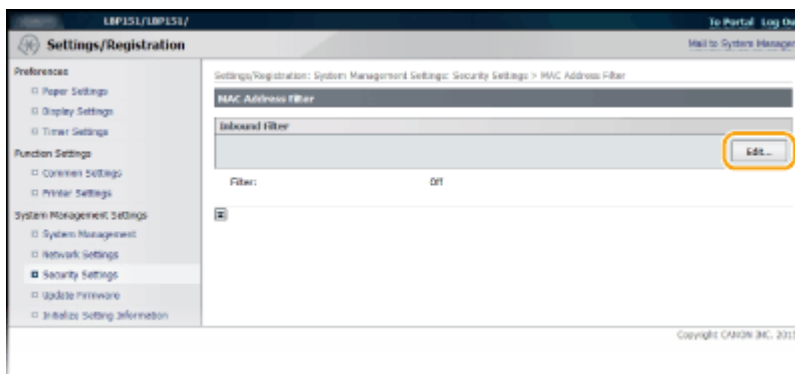 LBP151/LBP151/
To Portal Log Ou
Settings/Registration
Mail to System Manager
Preferences
Paper Settings
Display Settings
Timer Settings
Function Settings
Common Settings
Printer Settings
System Management Settings
System Management
Network Settings
Security Settings
Update Firmware
Initialize Setting Information
Settings/Registration: System Management Settings: Security Settings > MAC Address Filter
MAC Address Filter
Inbound Filter
Edit...
Filter: Off
Copyright CANON INC. 201